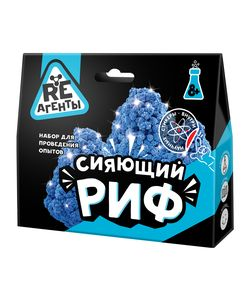 RE
АГЕНТЫ
8+
НАБОР ДЛЯ
ПРОВЕДЕНИЯ
ОПЫТОВ
СИЯЮЩИЙ
РИФ